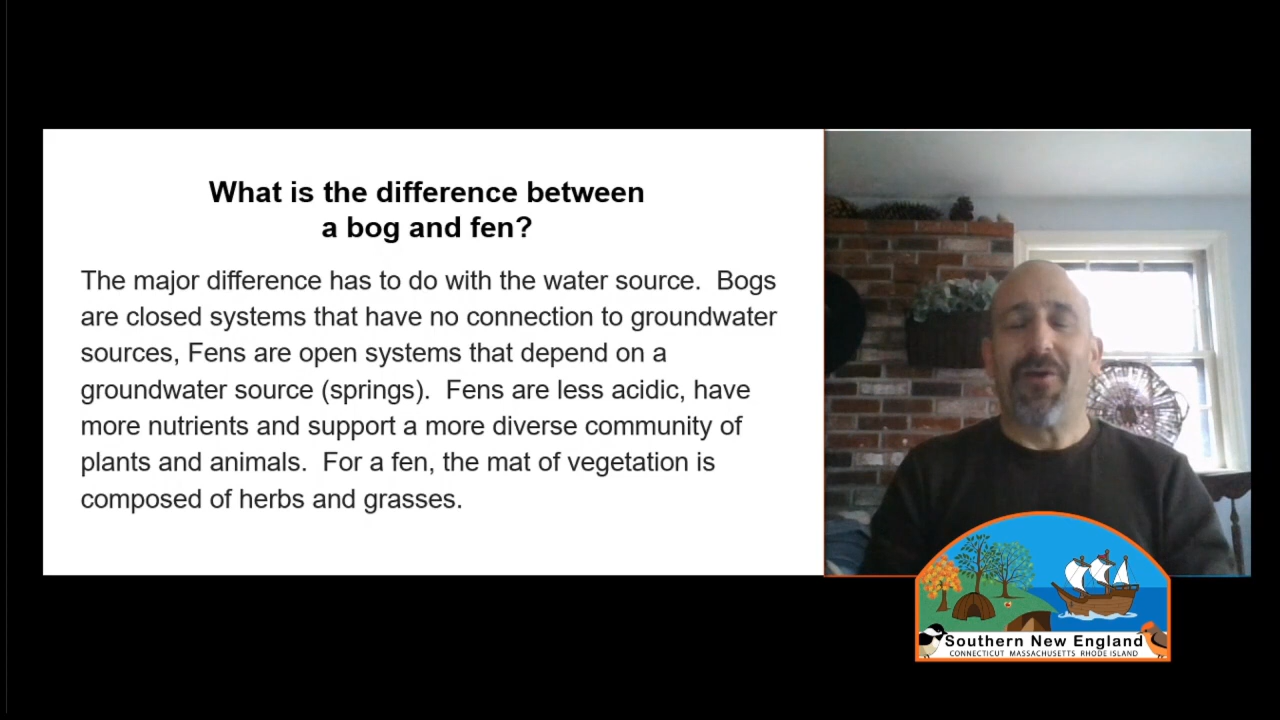 What is the difference between
a bog and fen?
The major difference has to do with the water source.  Bogs
are closed systems that have no connection to groundwater
sources, Fens are open systems that depend on a
groundwater source (springs).  Fens are less acidic, have
more nutrients and support a more diverse community of
plants and animals.  For a fen, the mat of vegetation is
composed of herbs and grasses.
Southern New England
CONNECTICUT MASSACHUSETTS RHODE ISLAND